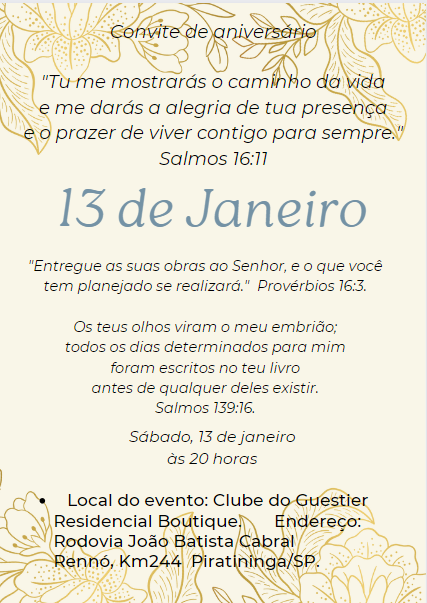 Convite de aniversário
"Tu me mostrarás o caminho da vida
e me darás a alegria de tua presença
e o prazer de viver contigo para sempre."
Salmos 16:11
13 de Janeiro
"Entregue as suas obras ao Senhor, e o que você
tem planejado se realizará." Provérbios 16:3.
Os teus olhos viram o meu embrião;
todos os dias determinados para mim
foram escritos no teu livro
antes de qualquer deles existir.
Salmos 139:16.
Sábado, 13 de janeiro
às 20 horas
• Local do evento: Clube do Guestier
Residencial Boutique. Endereço:
Rodovia João Batista Cabral
Rennó, Km244 Piratininga/SP.